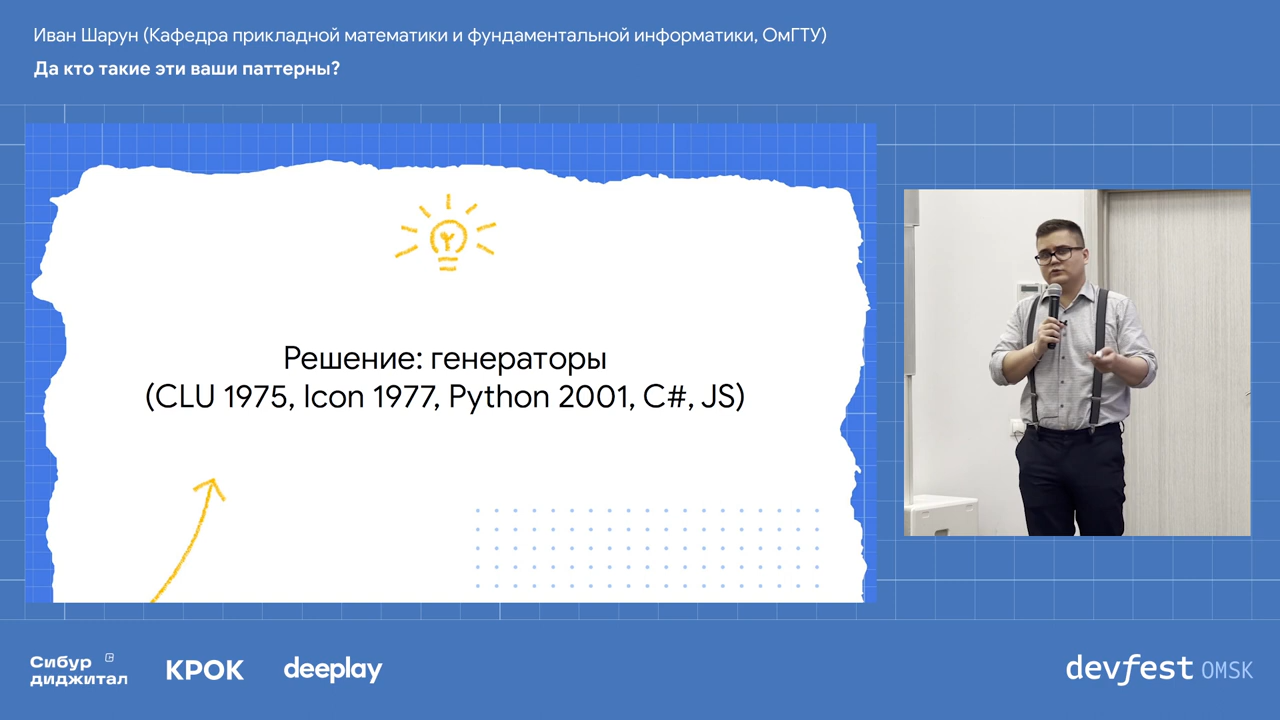 Иван Шарун (Кафедра прикладной математики и фундаментальной информатики, ОмГТУ)
Да кто такие эти ваши паттерны?
Решение: генераторы
(CLU 1975, Icon 1977, Python 2001, C#, JS)
Сибур
диджитал
КРОК
deeplay
devfest OMSK